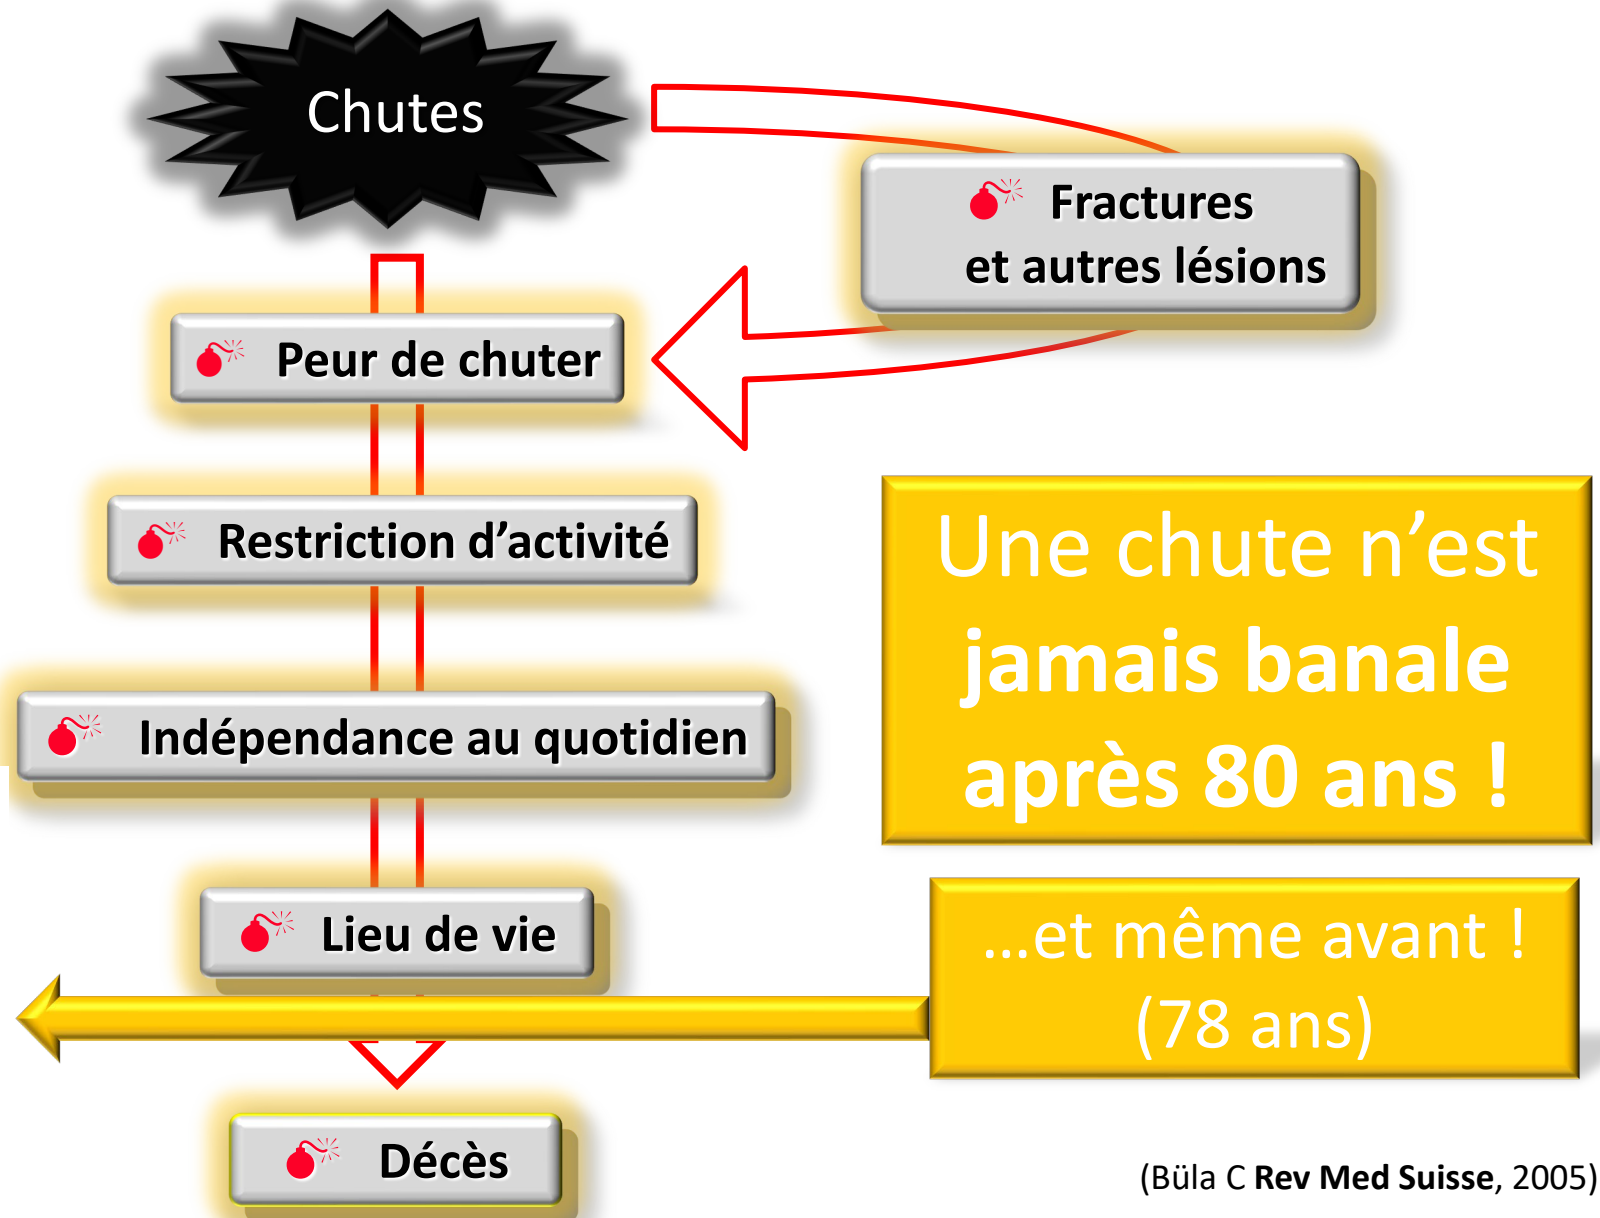 Chutes
Fractures
et autres lésions
Peur de chuter
Restriction d’activité
Indépendance au quotidien
Lieu de vie
Décès
Une chute n’est
jamais banale
après 80 ans !
…et même avant !
(78 ans)
(Büla C Rev Med Suisse, 2005)